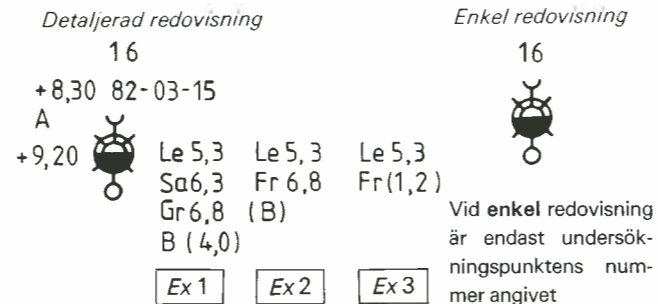 Detaljerad redovisning
16
+8,30 82-03-15
A
+9,20
Le 5,3
Sa 6,3
Gr 6,8
B (4,0)
Ex 1
Le 5,3
Fr 6,8
(B)
Ex 2
Le 5,3
Fr (1,2)
Ex 3
Enkel redovisning
16
Vid enkel redovisning
är endast undersök-
ningspunktens num-
mer angivet